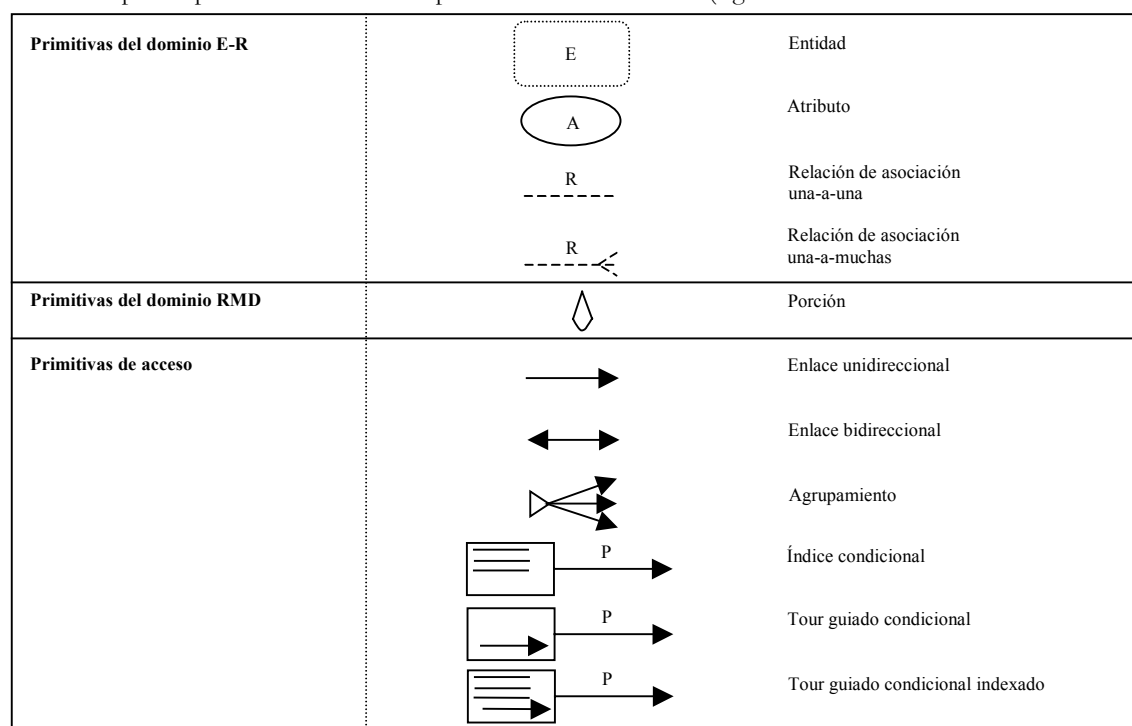 Primitivas del dominio E-R
E
Entidad
A
Atributo
R
Relación de asociación
una-a-una
R
Relación de asociación
una-a-muchas
Primitivas del dominio RMD
Porción
Primitivas de acceso
Enlace unidireccional
Enlace bidireccional
Agrupamiento
P
Índice condicional
P
Tour guiado condicional
P
Tour guiado condicional indexado